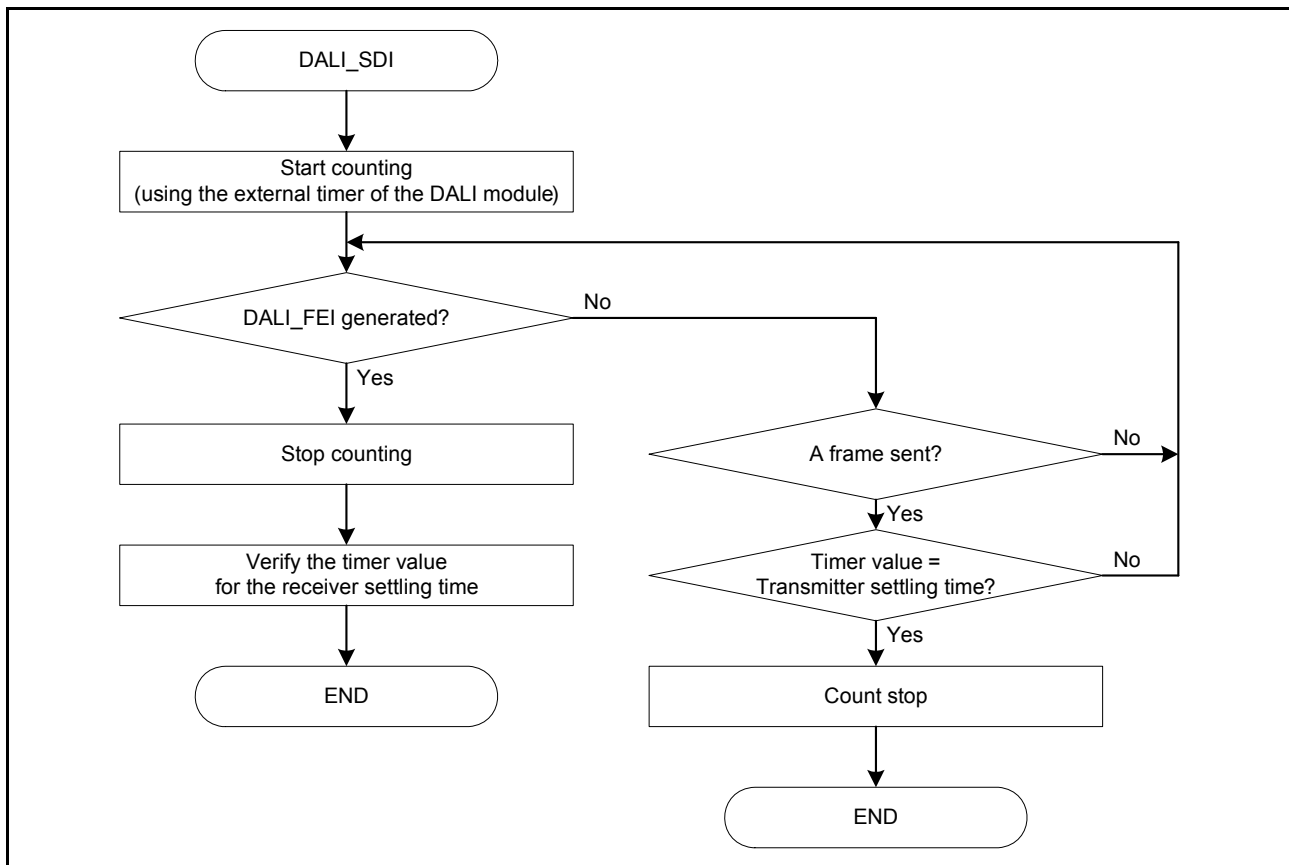 DALI_SDI
Start counting
(using the external timer of the DALI module)
DALI_FEI generated?
No
Yes
Stop counting
A frame sent?
No
Yes
Verify the timer value
for the receiver settling time
Timer value =
Transmitter settling time?
No
Yes
END
Count stop
END